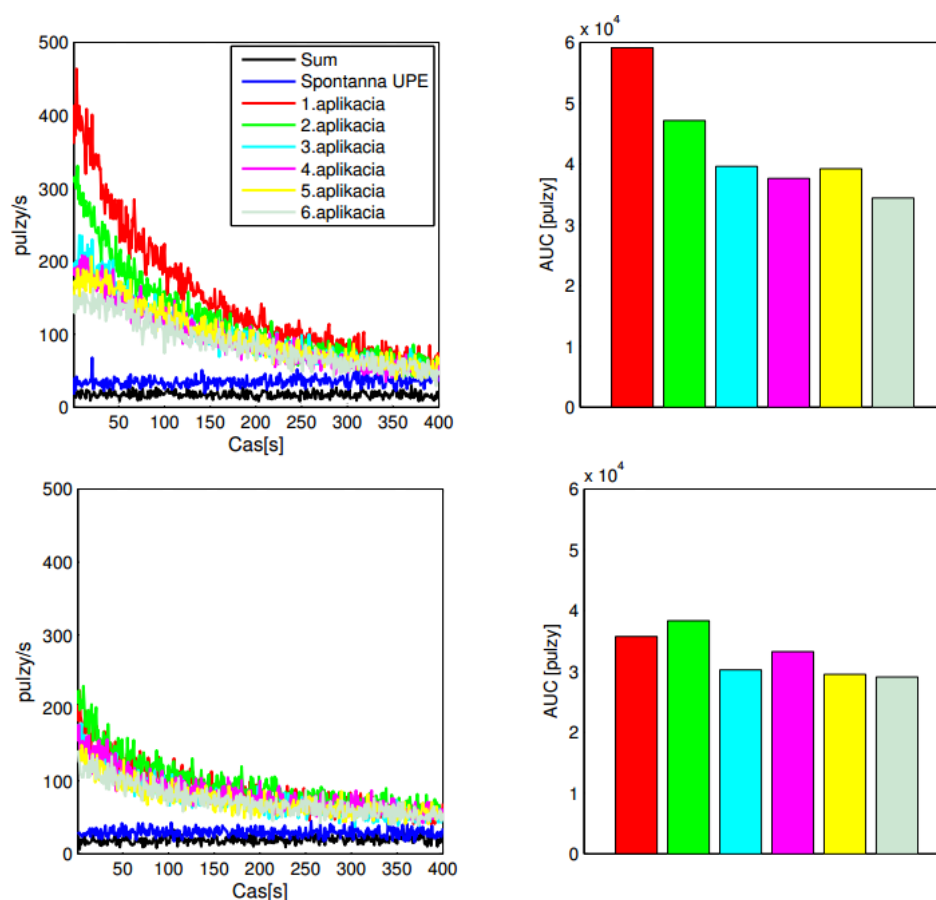 500
400
300
200
100
0
pulzy/s
50 100 150 200 250 300 350 400
Cas[s]
Sum
Spontanna UPE
1.aplikacia
2.aplikacia
3.aplikacia
4.aplikacia
5.aplikacia
6.aplikacia
x 10^4
6
5
4
3
2
1
0
AUC [pulzy]
500
400
300
200
100
0
pulzy/s
50 100 150 200 250 300 350 400
Cas[s]
x 10^4
6
5
4
3
2
1
0
AUC [pulzy]